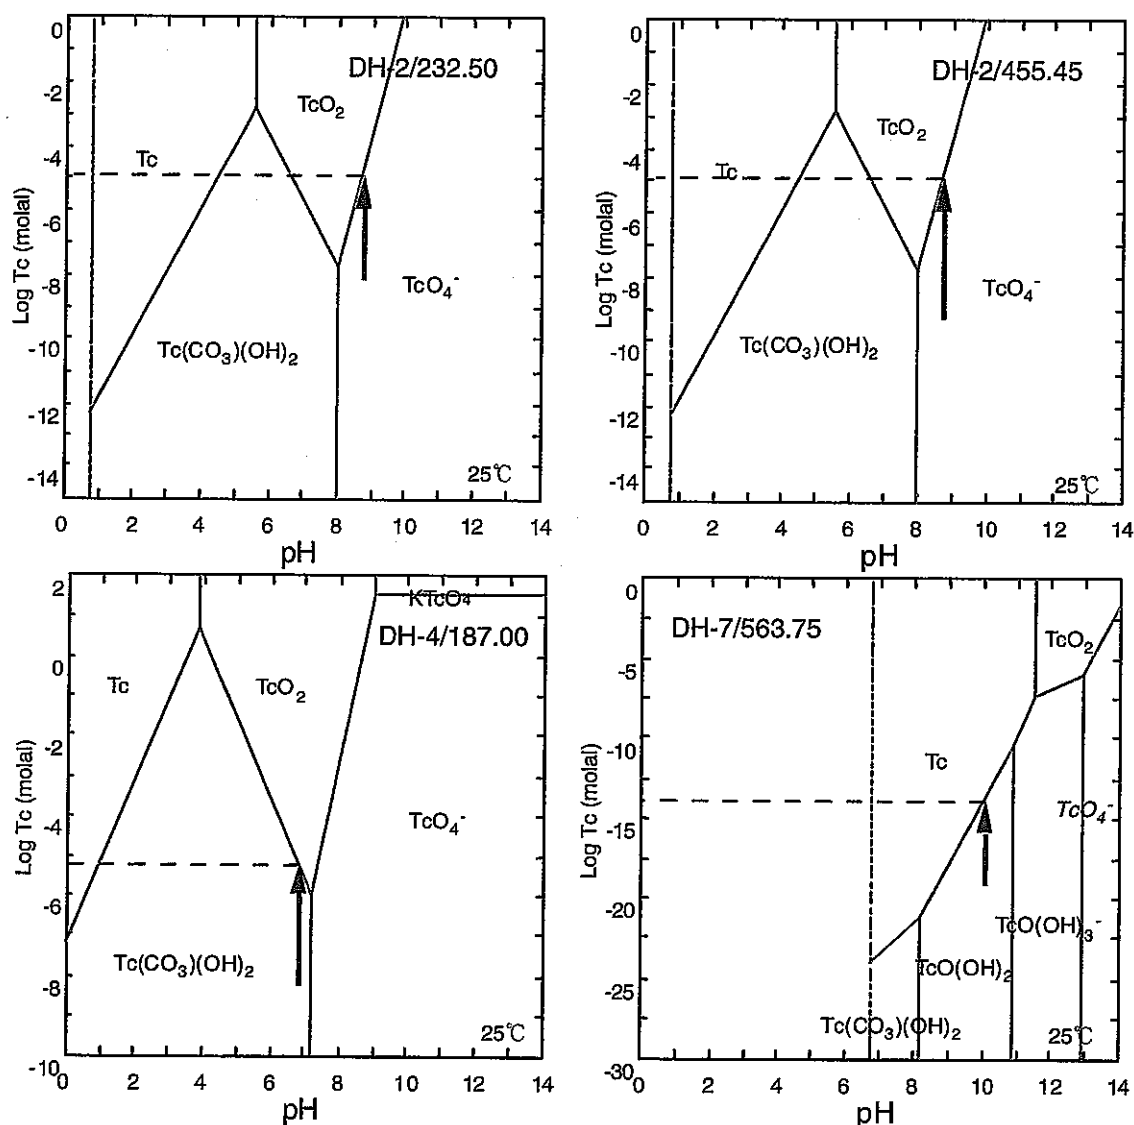 0
-2
-4
-6
-8
-10
-12
-14
Log Tc (molal)
DH-2/232.50
TcO2
Tc
TcO4-
Tc(CO3)(OH)2
25℃
0 2 4 6 8 10 12 14
pH
0
-2
-4
-6
-8
-10
-12
-14
Log Tc (molal)
DH-2/455.45
TcO2
Tc
TcO4-
Tc(CO3)(OH)2
25℃
0 2 4 6 8 10 12 14
pH
2
0
-2
-4
-6
-8
-10
Log Tc (molal)
KTcO4
DH-4/187.00
Tc
TcO2
TcO4-
Tc(CO3)(OH)2
25℃
0 2 4 6 8 10 12 14
pH
0
-5
-10
-15
-20
-25
-30
Log Tc (molal)
DH-7/563.75
TcO2
Tc
TcO4-
TcO(OH)3-
TcO(OH)2
Tc(CO3)(OH)2
25℃
0 2 4 6 8 10 12 14
pH